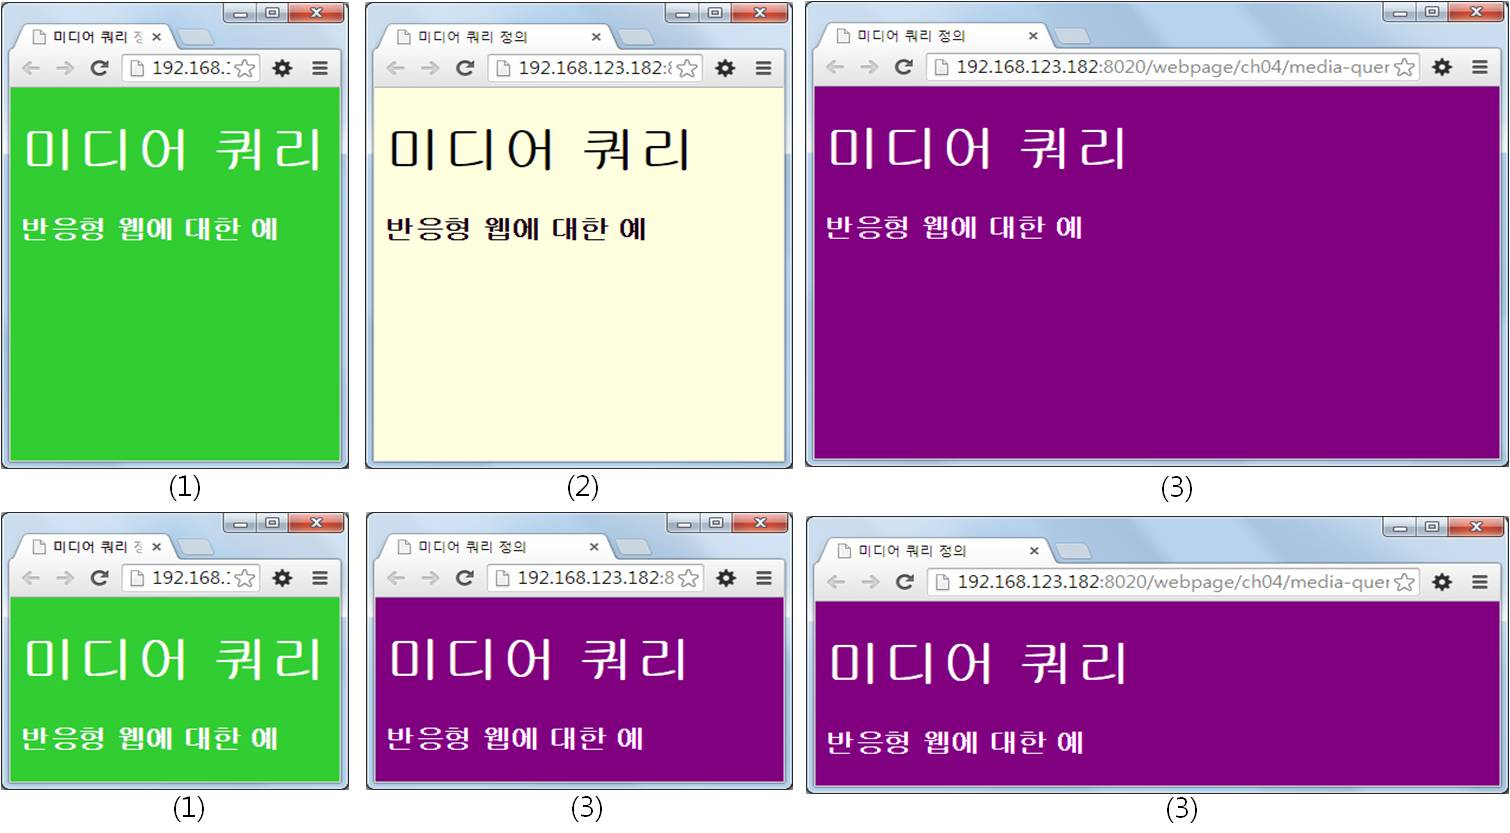 미디어 쿼리 정
192.168.1
미디어 쿼리
반응형 웹에 대한 예
(1)
미디어 쿼리 정의
192.168.123.182:8
미디어 쿼리
반응형 웹에 대한 예
(2)
미디어 쿼리 정의
192.168.123.182:8020/webpage/ch04/media-quer
미디어 쿼리
반응형 웹에 대한 예
(3)
미디어 쿼리 정
192.168.1
미디어 쿼리
반응형 웹에 대한 예
(1)
미디어 쿼리 정의
192.168.123.182:8
미디어 쿼리
반응형 웹에 대한 예
(3)
미디어 쿼리 정의
192.168.123.182:8020/webpage/ch04/media-quer
미디어 쿼리
반응형 웹에 대한 예
(3)